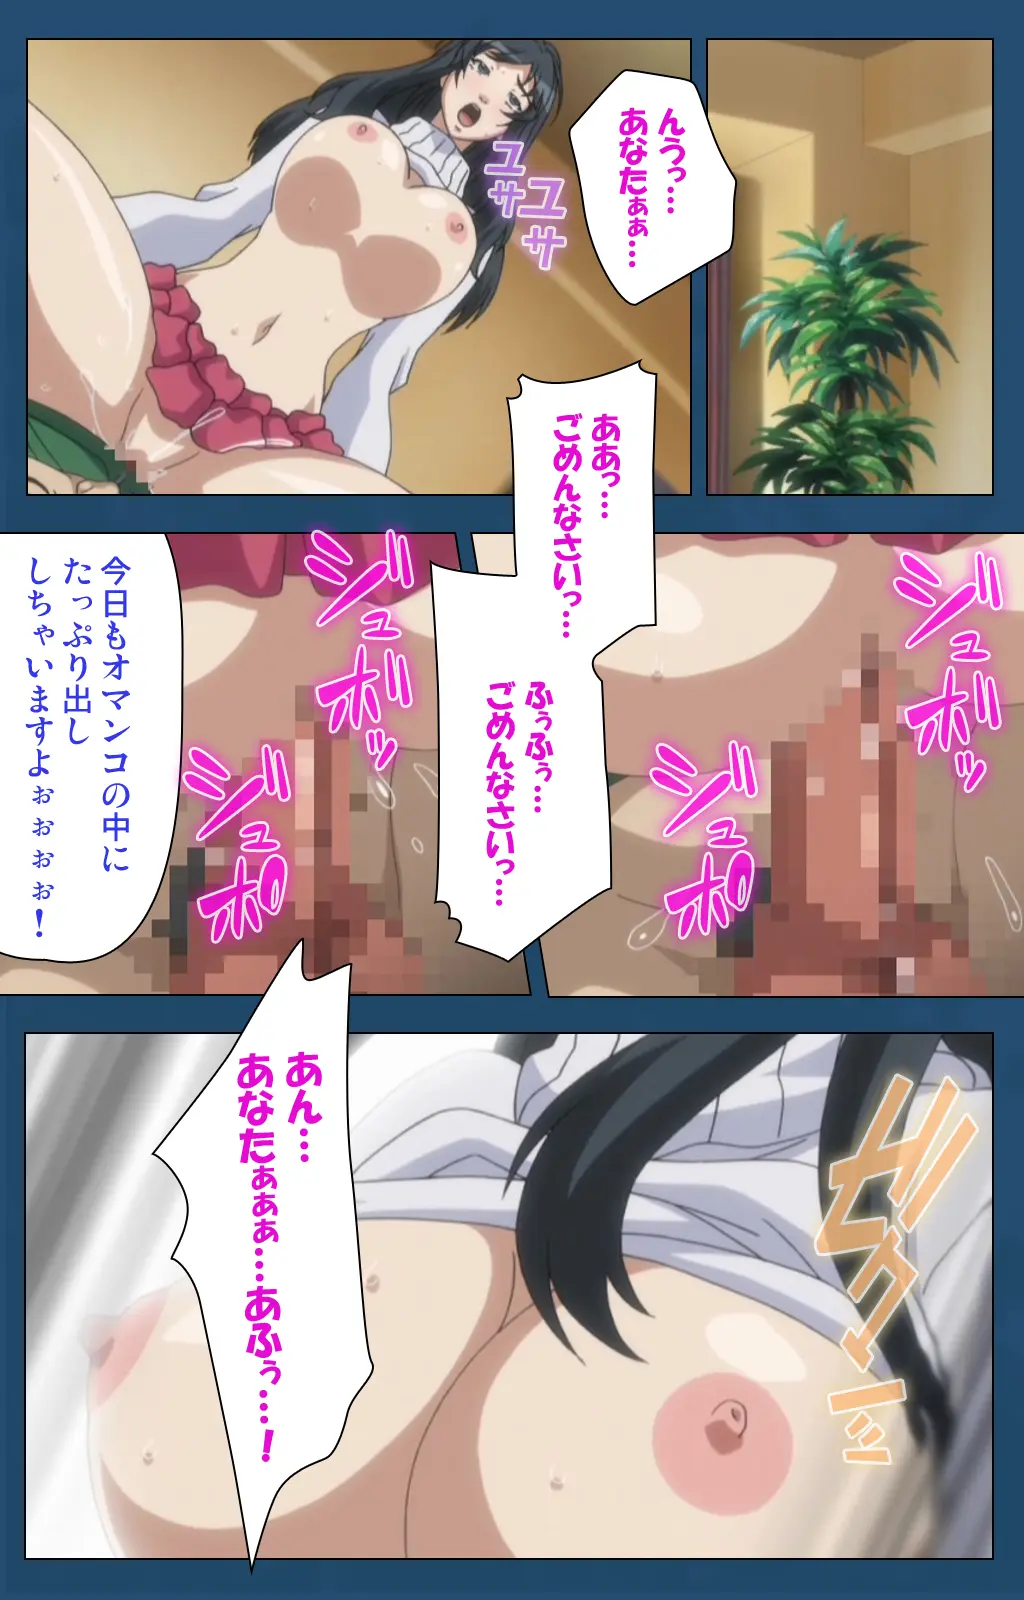 んうっ…
あなたぁぁ…
ユサ
ユサ
ああっ…
ごめんなさいっ…
ふぅふぅ…
ごめんなさいっ…
ジュボッ
ジュポ
ジュボッ
ジュポ
今日もオマンコの中に
たっぷり出し
しちゃいますよぉぉぉぉ！
あん…
あなたぁぁぁ…あふぅ…！
ビクッ